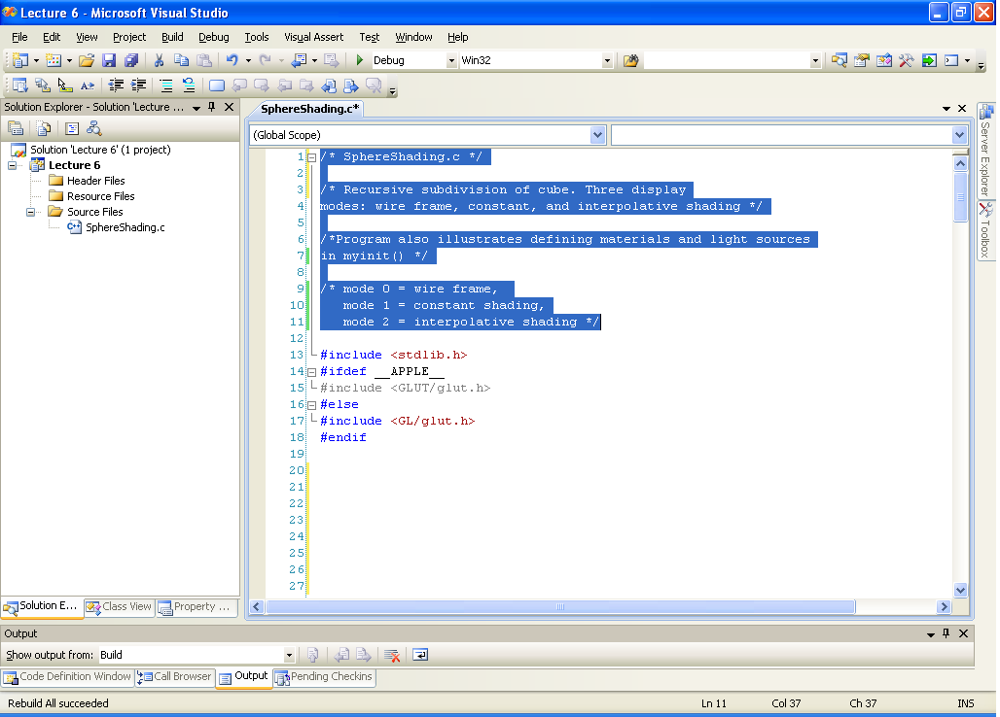 Lecture 6 - Microsoft Visual Studio
File Edit View Project Build Debug Tools Visual Assert Test Window Help
Debug Win32
Solution Explorer - Solution 'Lecture ...
Solution 'Lecture 6' (1 project)
Lecture 6
Header Files
Resource Files
Source Files
SphereShading.c
Solution E... Class View Property ...
SphereShading.c*
(Global Scope)
1 /* SphereShading.c */
2
3 /* Recursive subdivision of cube. Three display
4 modes: wire frame, constant, and interpolative shading */
5
6 /*Program also illustrates defining materials and light sources
7 in myinit() */
8
9 /* mode 0 = wire frame,
10 mode 1 = constant shading,
11 mode 2 = interpolative shading */
12
13 #include <stdlib.h>
14 #ifdef __APPLE__
15 #include <GLUT/glut.h>
16 #else
17 #include <GL/glut.h>
18 #endif
19
20
21
22
23
24
25
26
27
Server Explorer
Toolbox
Output
Show output from: Build
Code Definition Window Call Browser Output Pending Checkins
Rebuild All succeeded Ln 11 Col 37 Ch 37 INS